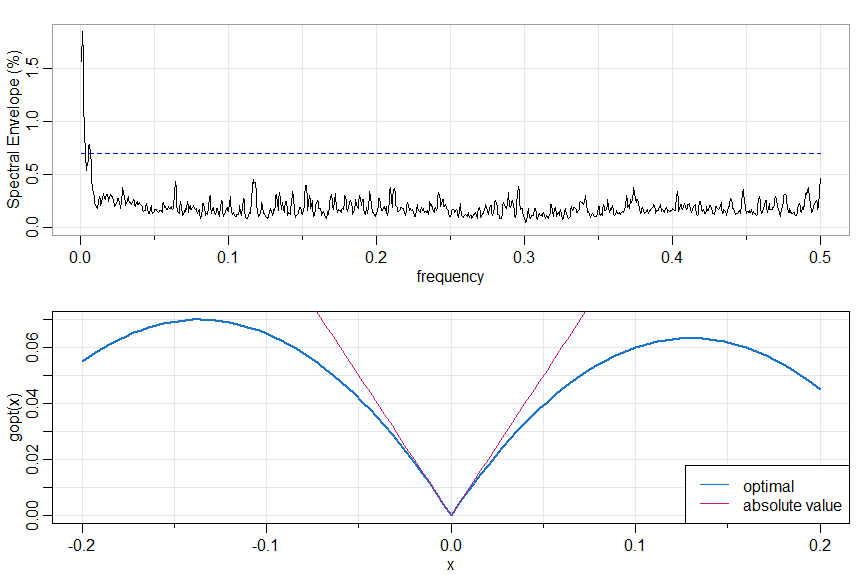 Spectral Envelope (%)
0.0 0.5 1.0 1.5
0.0 0.1 0.2 0.3 0.4 0.5
frequency
gopt(x)
0.00 0.02 0.04 0.06
optimal
absolute value
-0.2 -0.1 0.0 0.1 0.2
x